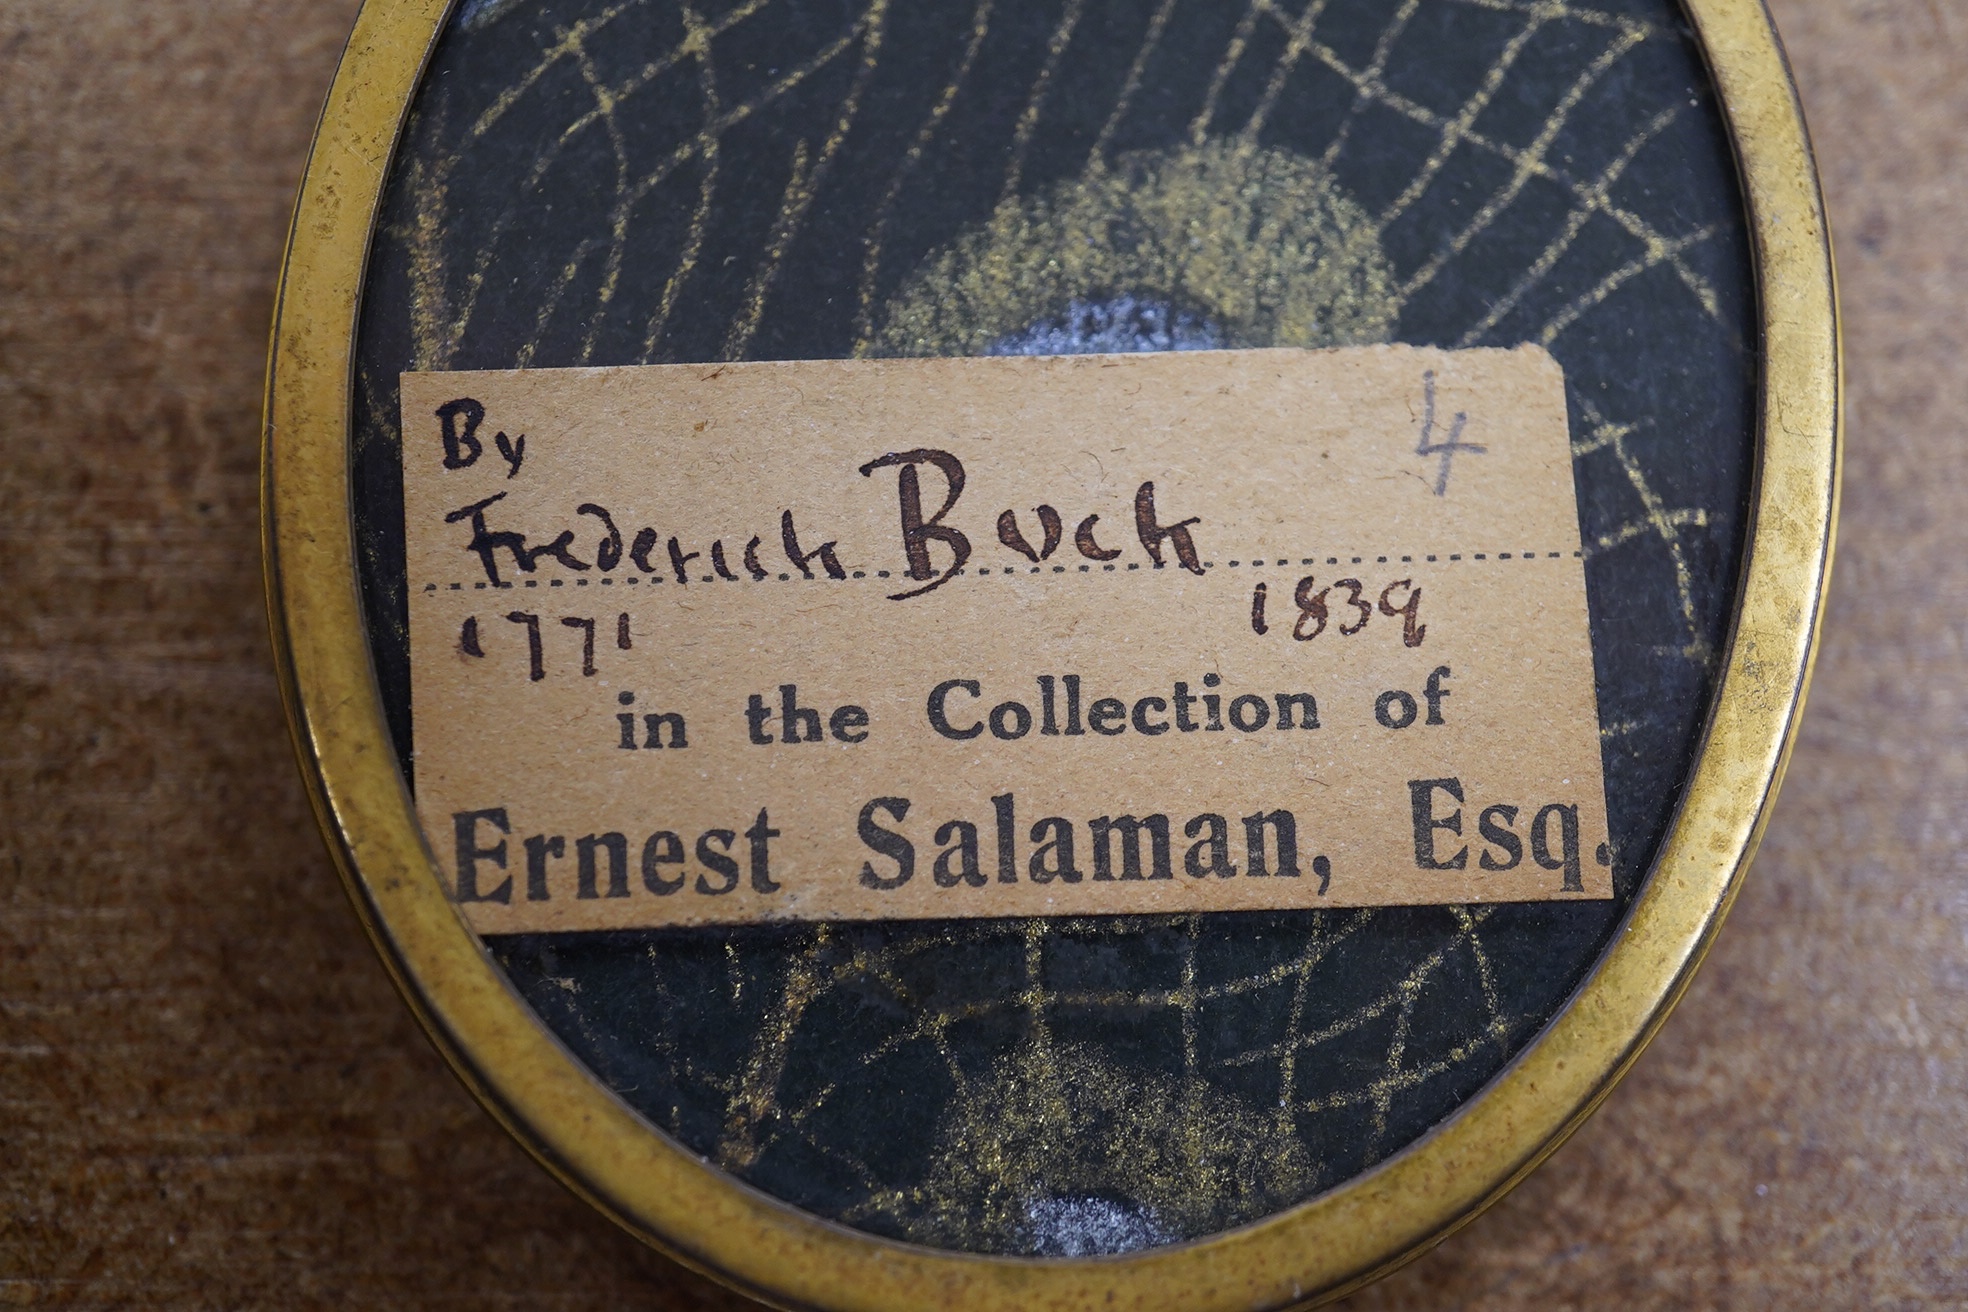 4
By
Frederick Buck
1771 1839
in the Collection of
Ernest Salaman, Esq.